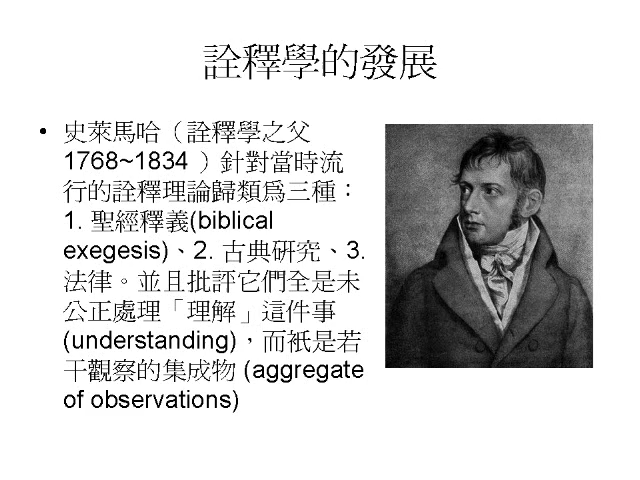 詮釋學的發展
• 史萊馬哈（詮釋學之父
1768~1834 ）針對當時流
行的詮釋理論歸類為三種：
1. 聖經釋義(biblical
exegesis)、2. 古典研究、3.
法律。並且批評它們全是未
公正處理「理解」這件事
(understanding)，而祇是若
干觀察的集成物 (aggregate
of observations)